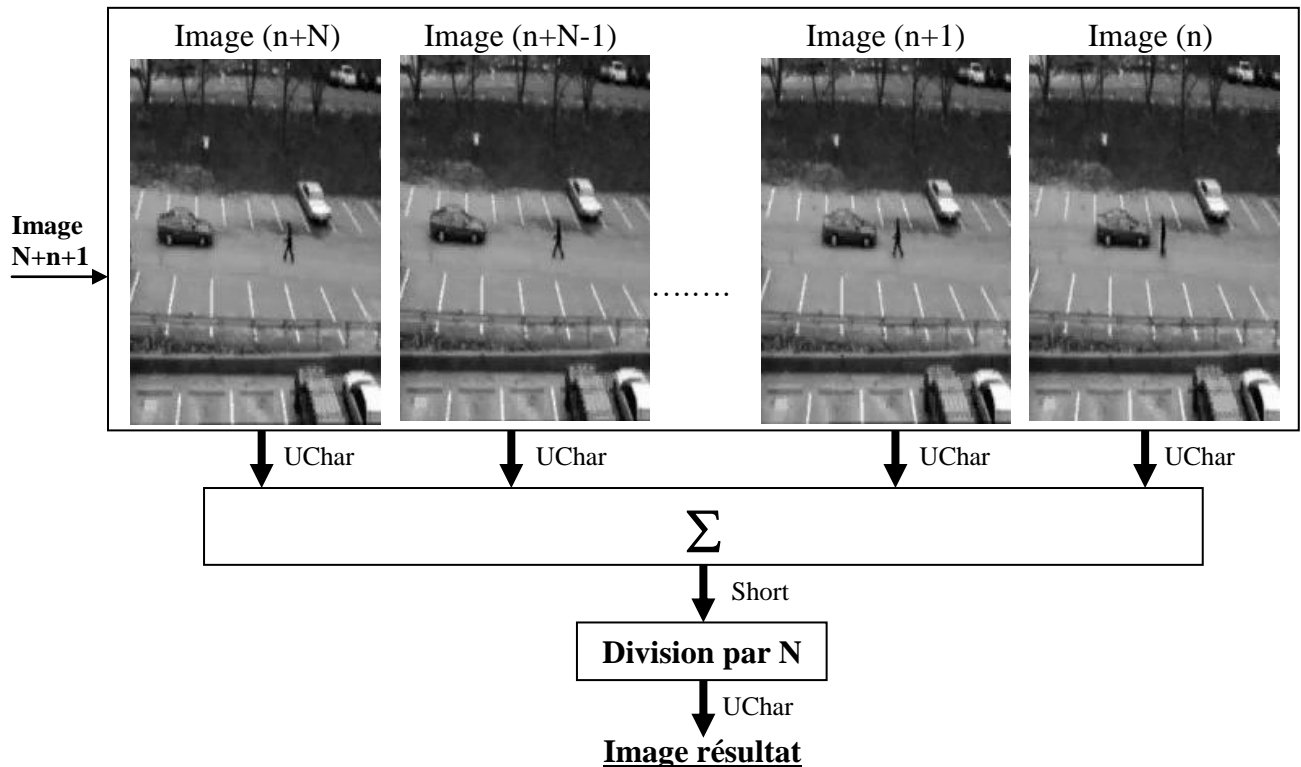 Image (n+N) Image (n+N-1) Image (n+1) Image (n)
Image
N+n+1
.........
UChar UChar UChar UChar
Σ
Short
Division par N
UChar
Image résultat